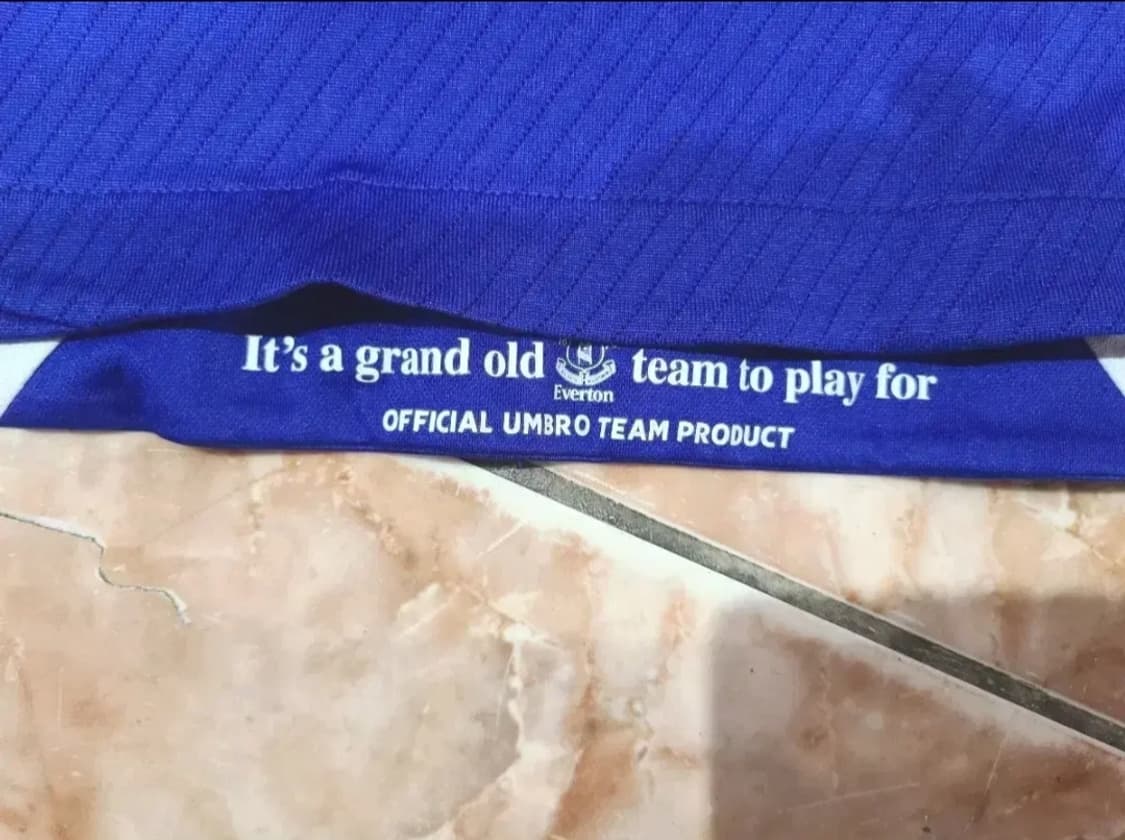 It's a grand old team to play for
Everton
OFFICIAL UMBRO TEAM PRODUCT